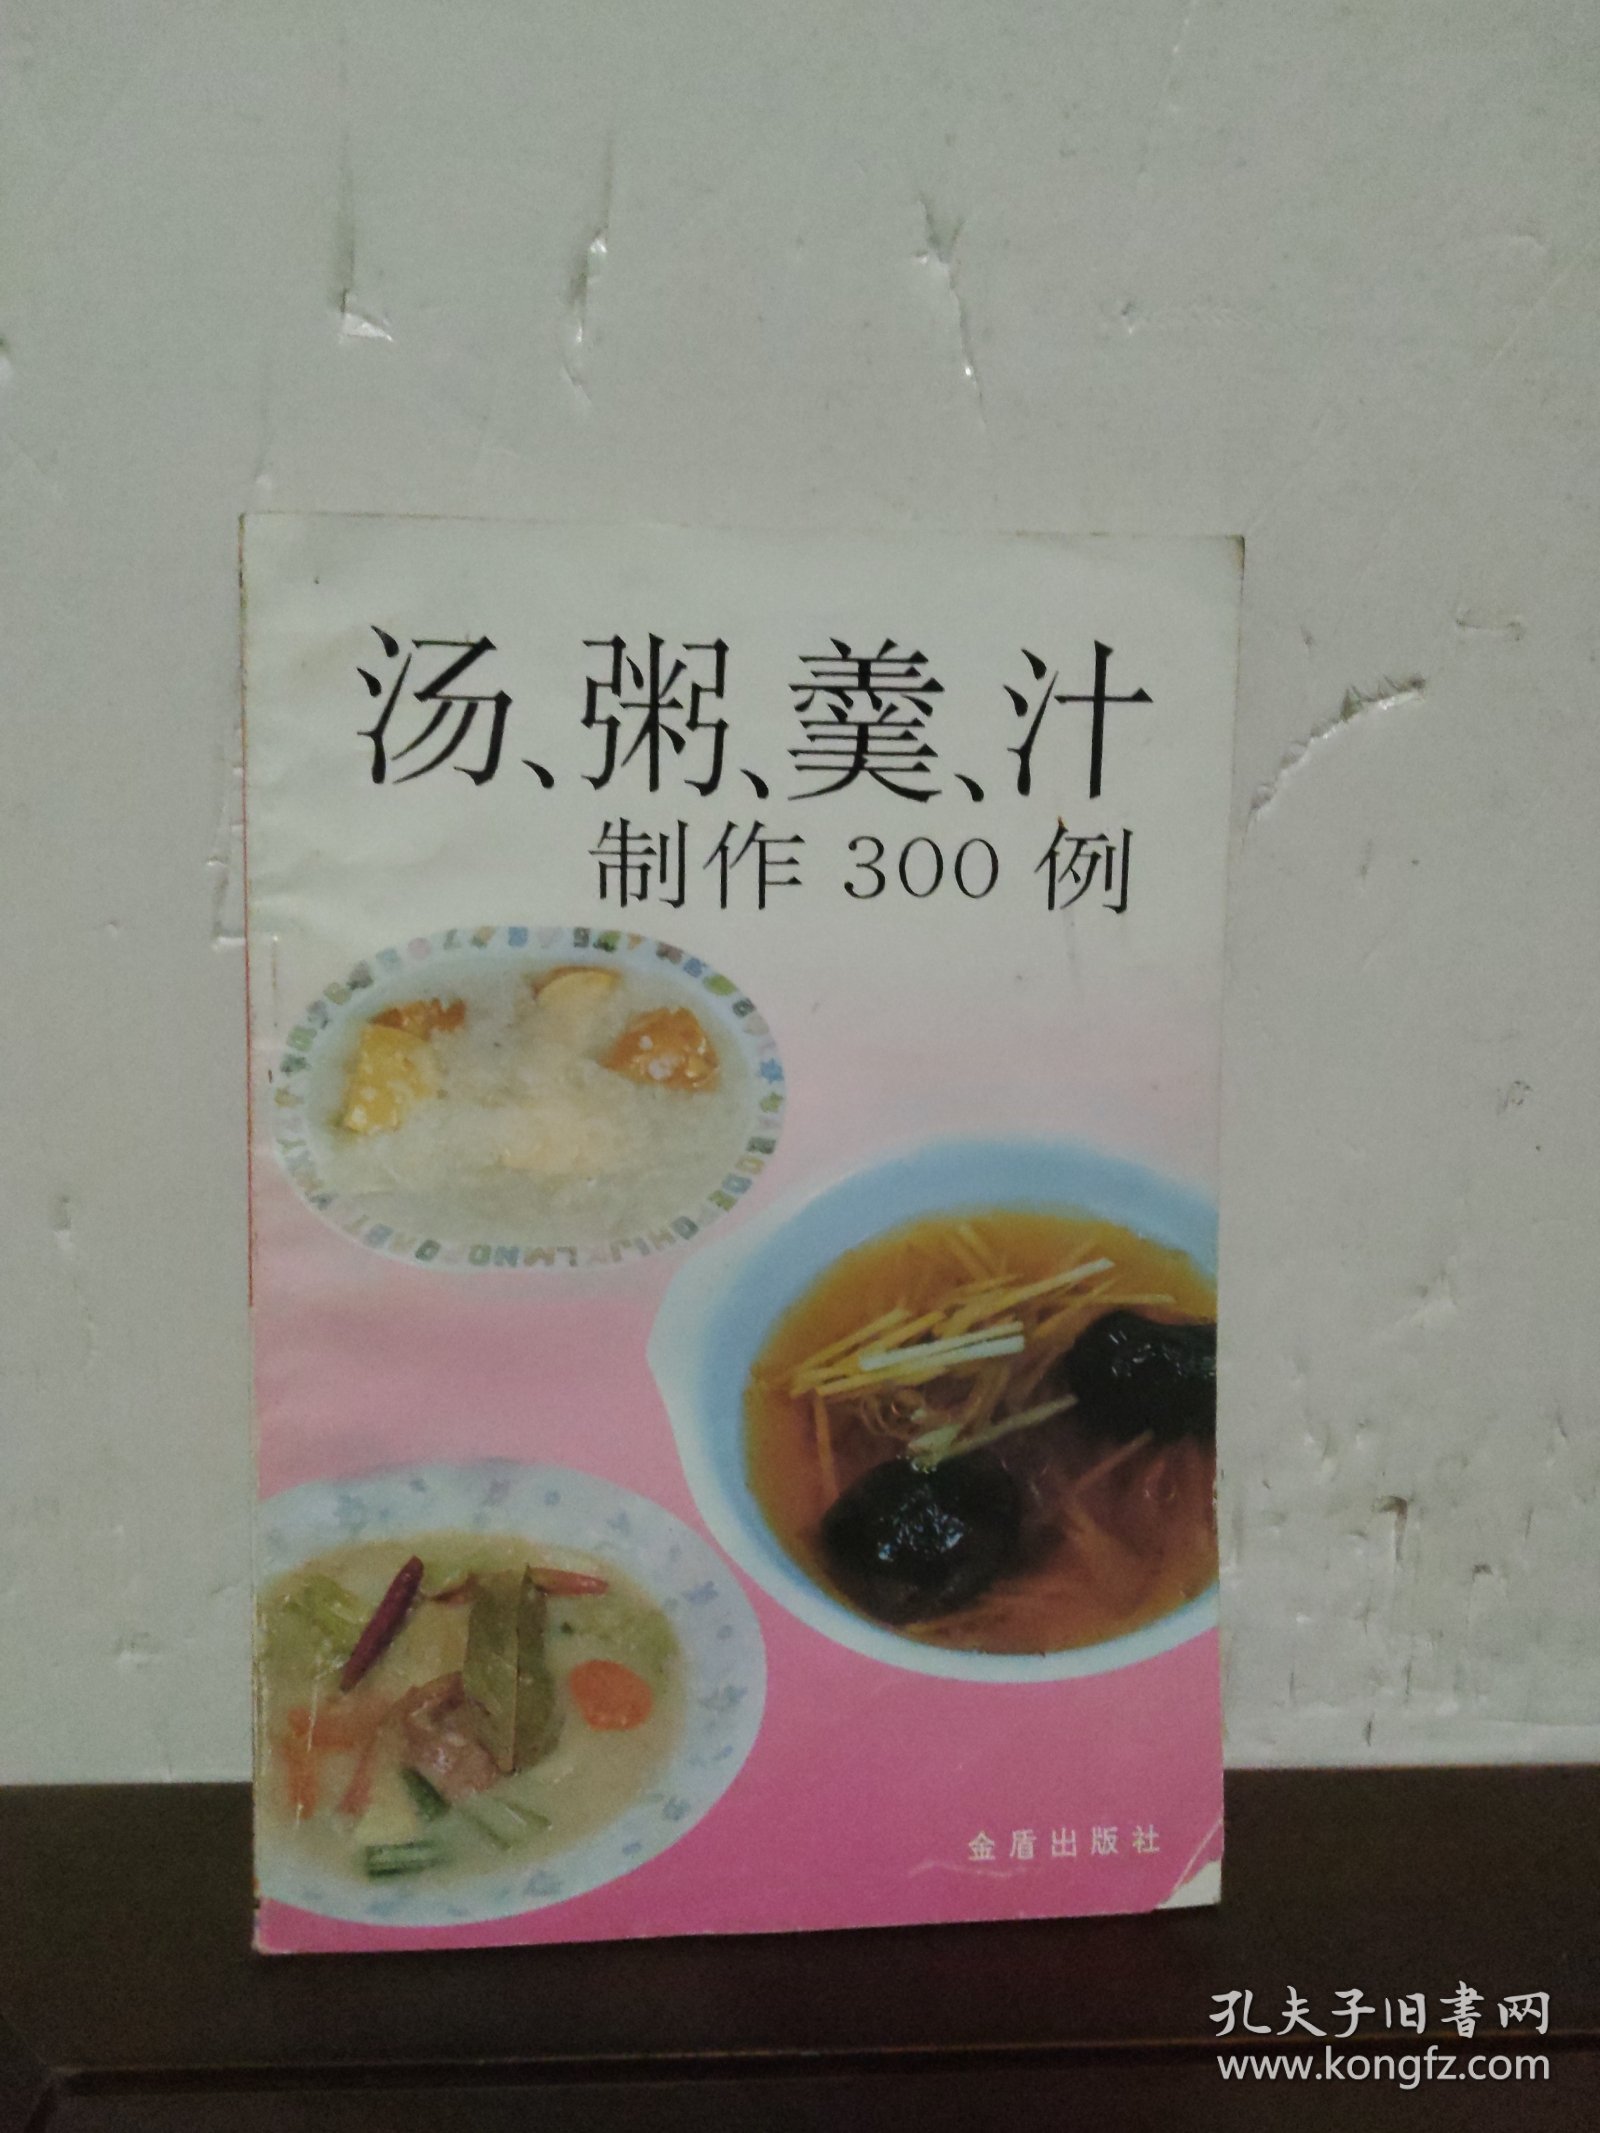 汤、粥、羹、汁
制作300例
金盾出版社
孔夫子旧书网
www.kongfz.com